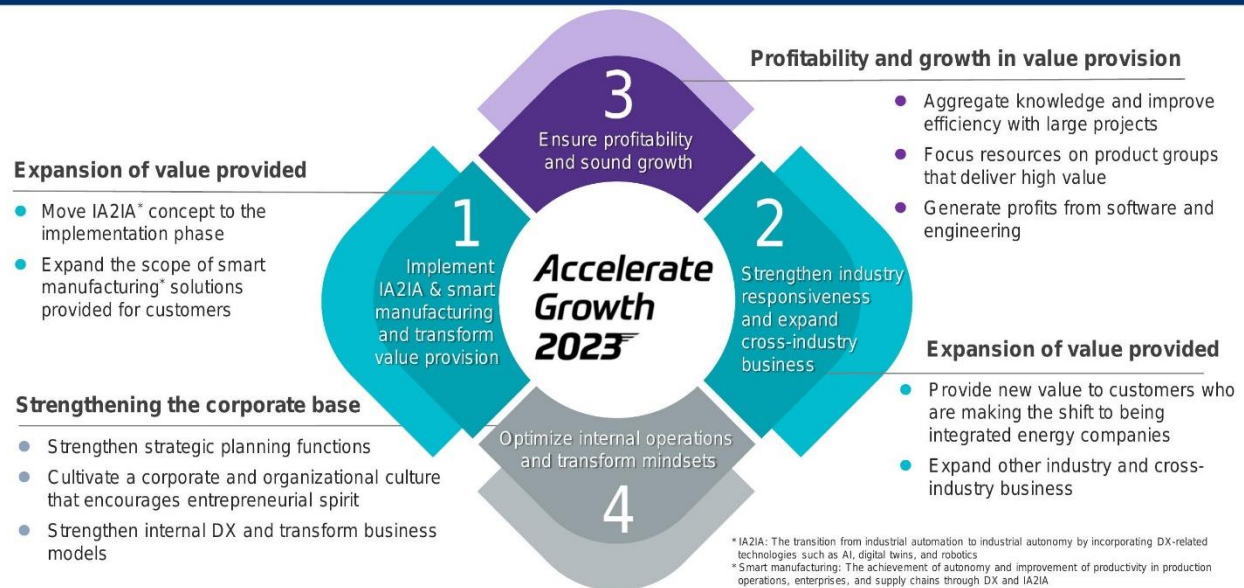 Profitability and growth in value provision
Aggregate knowledge and improve
efficiency with large projects
Focus resources on product groups
that deliver high value
Generate profits from software and
engineering
3
Ensure profitability
and sound growth
Expansion of value provided
Move IA2IA* concept to the
implementation phase
Expand the scope of smart
manufacturing* solutions
provided for customers
1
Implement
IA2IA & smart
manufacturing
and transform
value provision
Accelerate
Growth
2023
2
Strengthen industry
responsiveness
and expand
cross-industry
business
Expansion of value provided
Provide new value to customers who
are making the shift to being
integrated energy companies
Expand other industry and cross-
industry business
Strengthening the corporate base
Strengthen strategic planning functions
Cultivate a corporate and organizational culture
that encourages entrepreneurial spirit
Strengthen internal DX and transform business
models
Optimize internal operations
and transform mindsets
4
* IA2IA: The transition from industrial automation to industrial autonomy by incorporating DX-related
technologies such as AI, digital twins, and robotics
* Smart manufacturing: The achievement of autonomy and improvement of productivity in production
operations, enterprises, and supply chains through DX and IA2IA